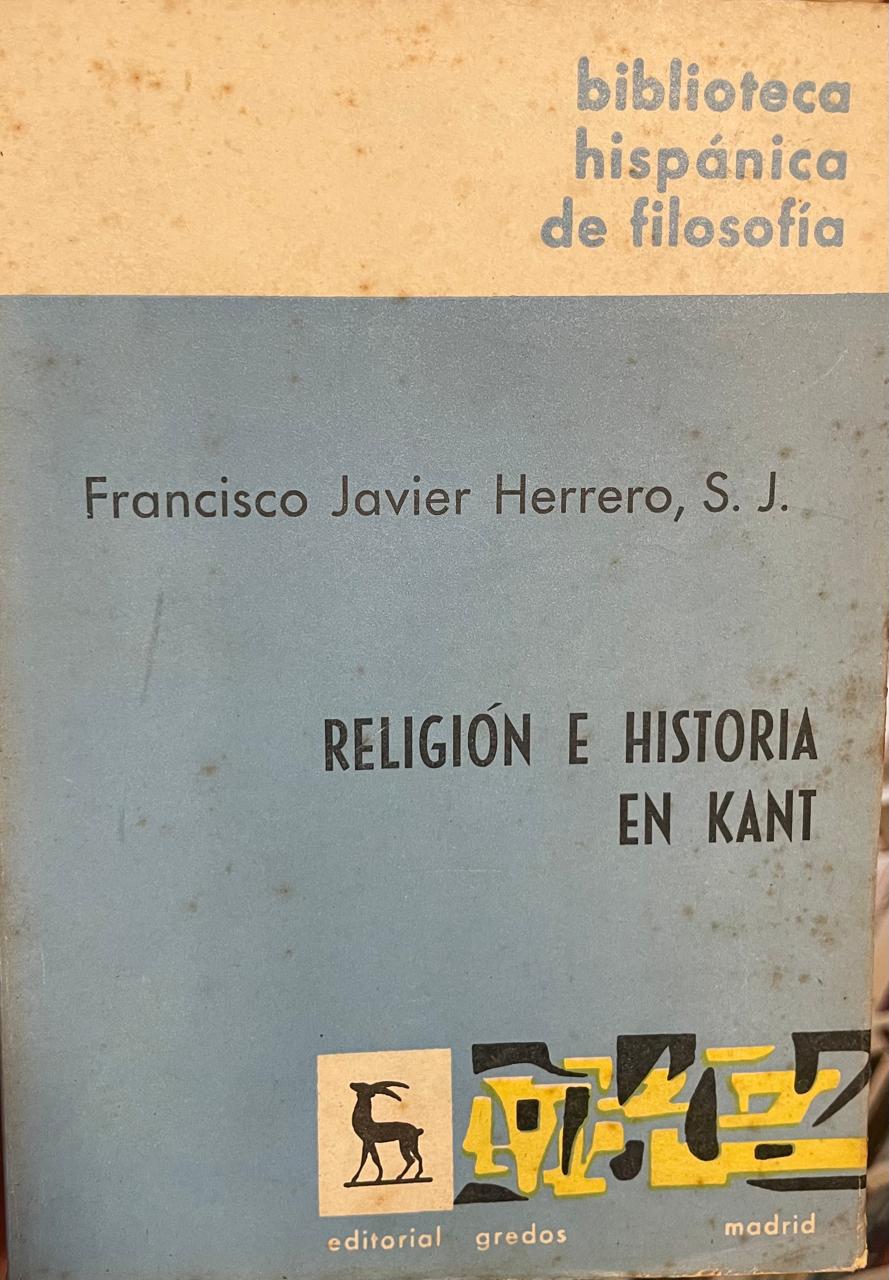 biblioteca
hispánica
de filosofía
Francisco Javier Herrero, S. J.
RELIGIÓN E HISTORIA
EN KANT
editorial gredos madrid